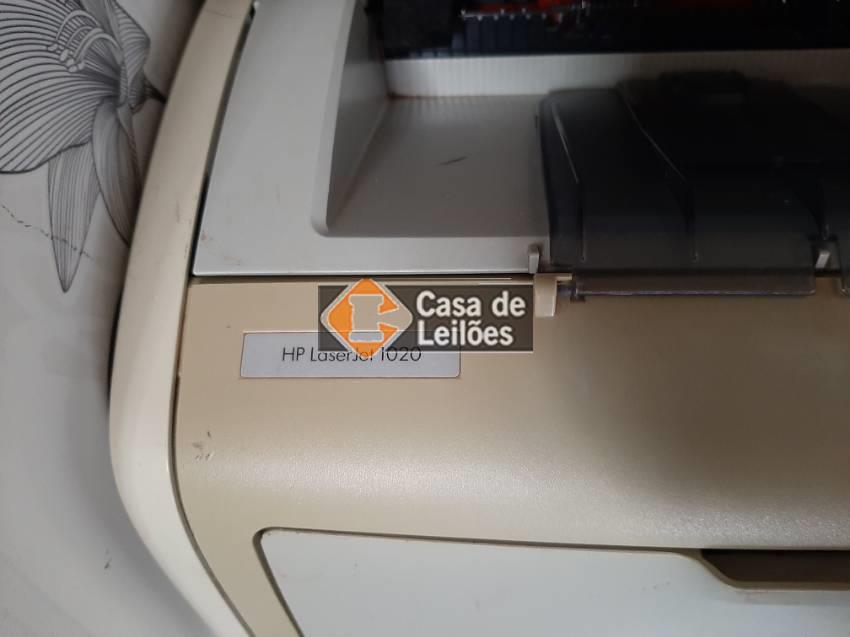 Casa de
Leilões
HP LaserJet 1020